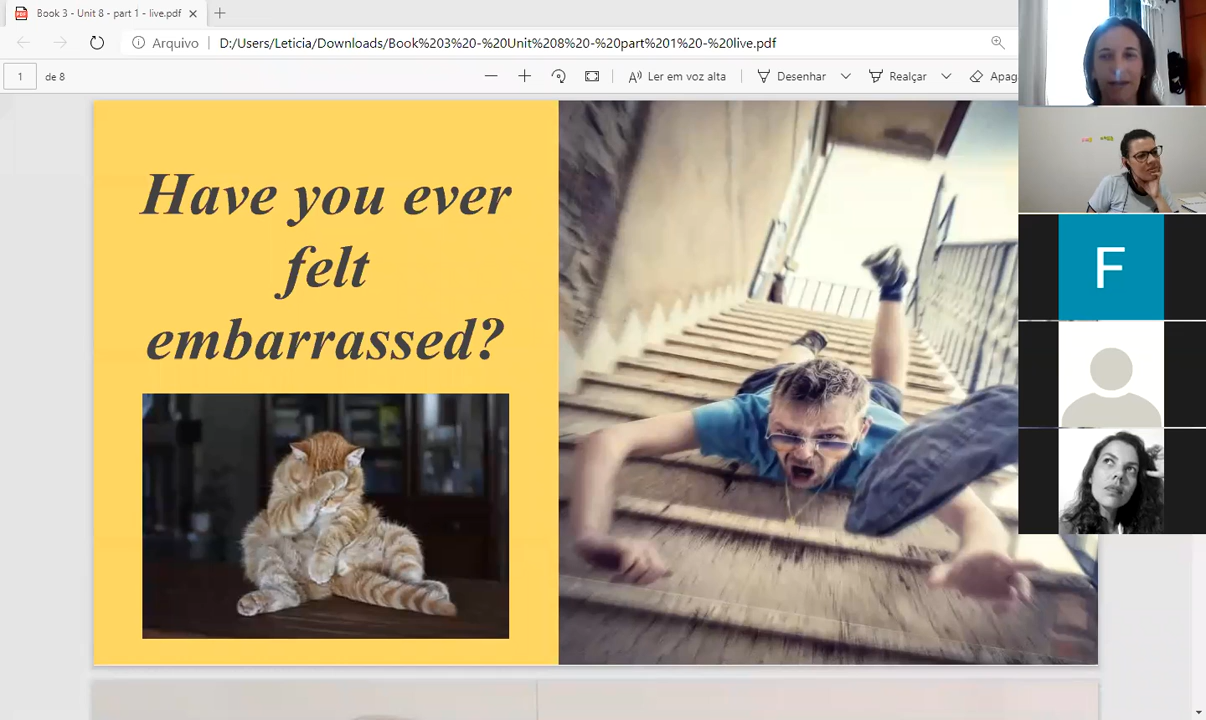 Book 3 - Unit 8 - part 1 - live.pdf
Arquivo
D:/Users/Leticia/Downloads/Book%203%20-%20Unit%208%20-%20part%201%20-%20live.pdf
1 de 8
Ler em voz alta
Desenhar
Realçar
Apag
Have you ever
felt
embarrassed?
F